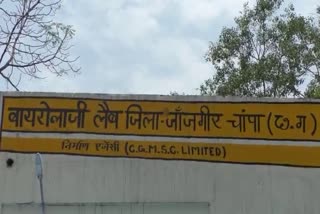 वायरोलाजी लैब जिला-जाँजगीर-चांपा (छ.ग)
निर्माण एजेंसी (C.G.M.S.C. LIMITED)